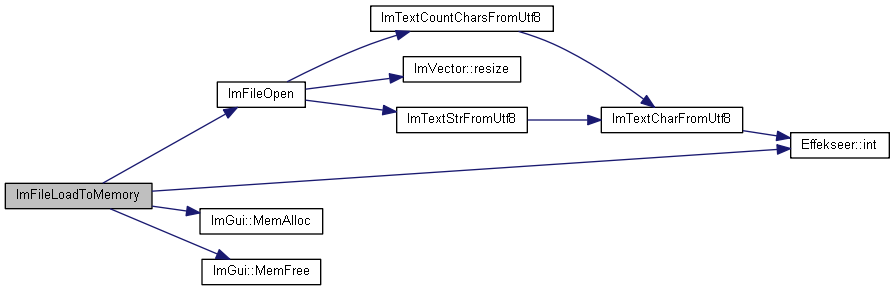 ImTextCountCharsFromUtf8
ImVector::resize
ImFileOpen
ImTextStrFromUtf8
ImTextCharFromUtf8
Effekseer::int
ImFileLoadToMemory
ImGui::MemAlloc
ImGui::MemFree